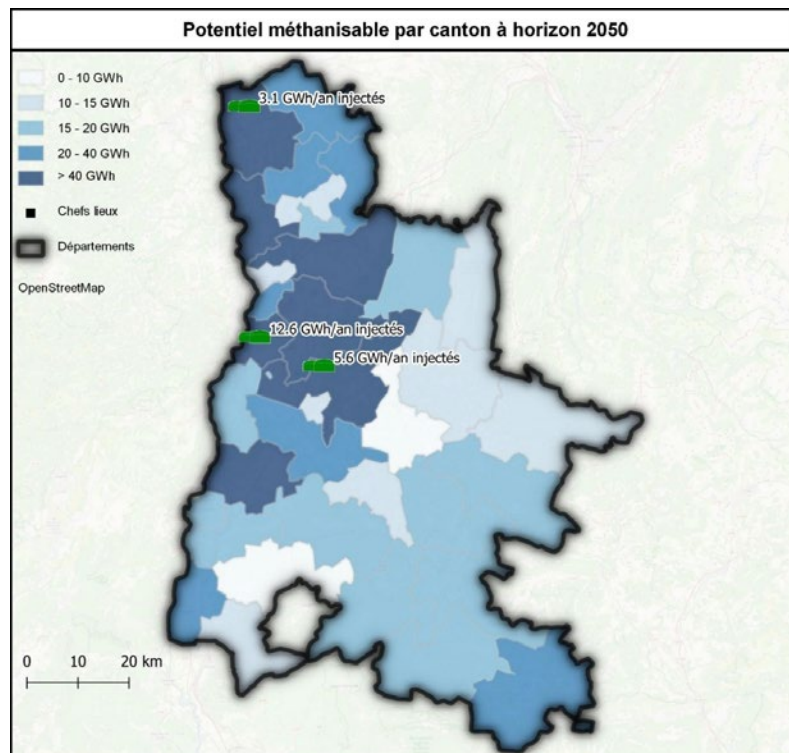 Potentiel méthanisable par canton à horizon 2050
0 - 10 GWh
10 - 15 GWh
15 - 20 GWh
20 - 40 GWh
> 40 GWh
Chefs lieux
Départements
OpenStreetMap
3.1 GWh/an injectés
12.6 GWh/an injectés
5.6 GWh/an injectés
0 10 20 km